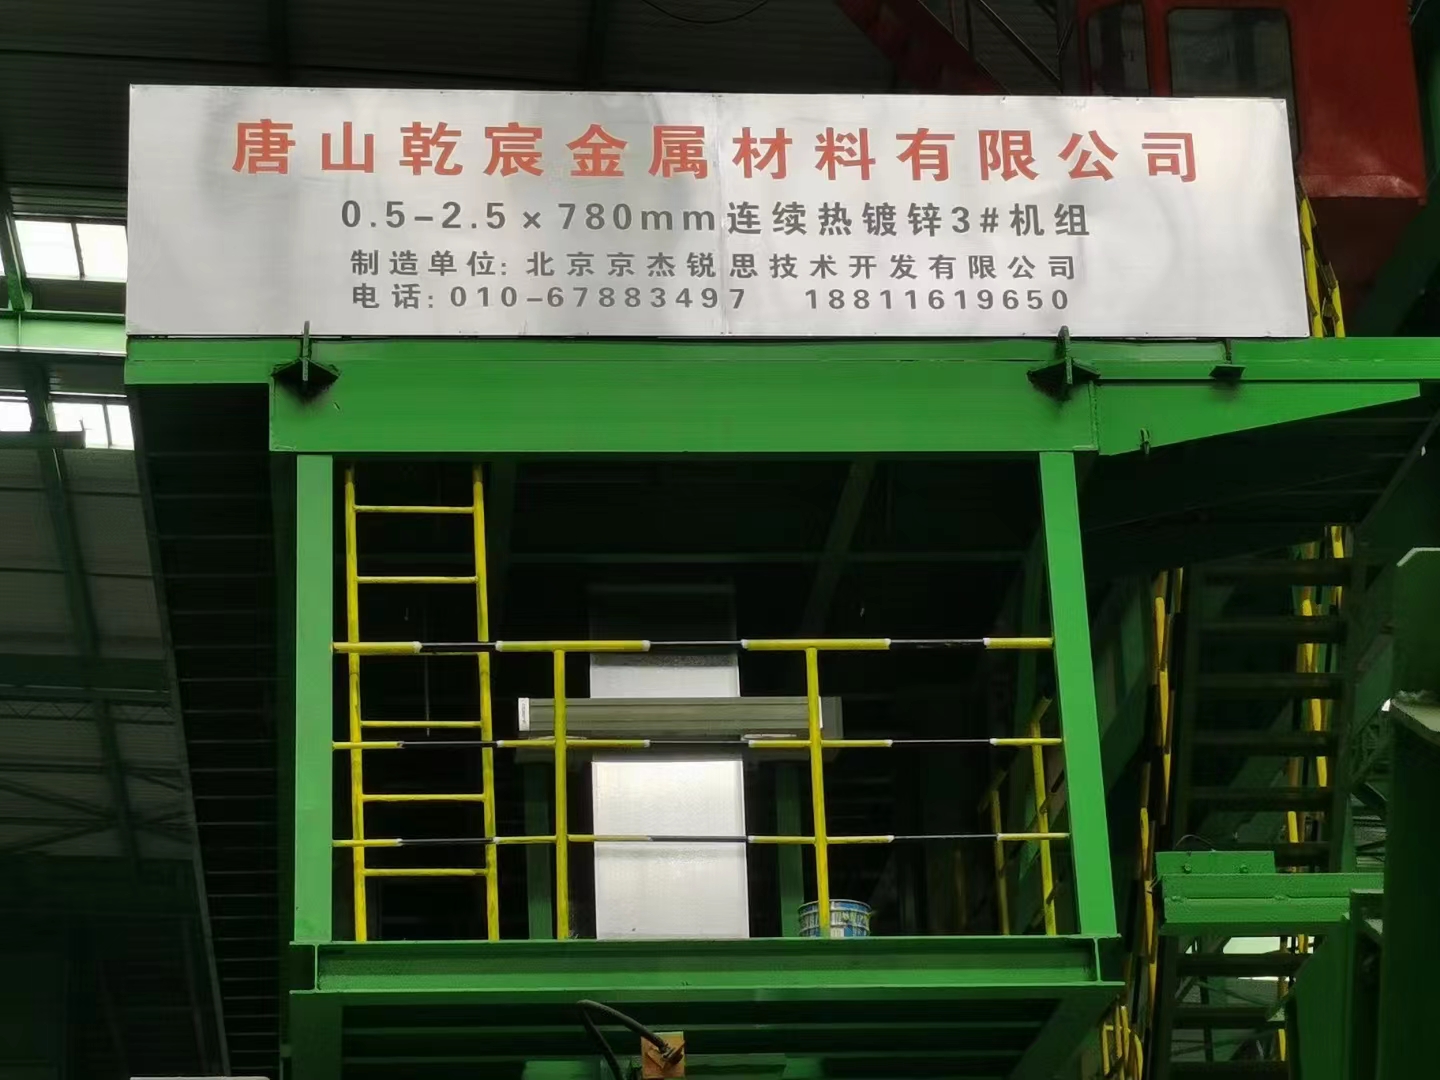 唐山乾宸金属材料有限公司
0.5-2.5×780mm连续热镀锌3#机组
制造单位: 北京京杰锐思技术开发有限公司
电话: 010-67883497 18811619650